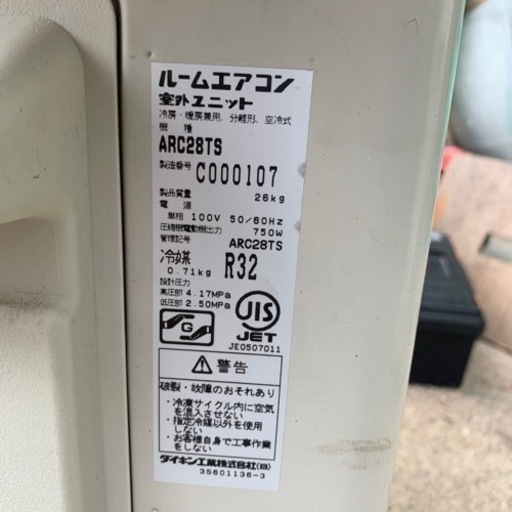 ルームエアコン
室外ユニット
冷房・暖房兼用、分離形、空冷式
機種
ARC28TS
製造番号 C000107
製品質量 26kg
電源
単相 100V 50/60Hz
圧縮機電動機出力 750W
管理記号 ARC28TS
冷媒 R32
0.71kg
設計圧力
高圧部 4.17MPa
低圧部 2.50MPa
G
JIS
JET
JE0507011
警告
破裂・故障のおそれあり
・冷凍サイクル内に空気
を混入させない
・指定冷媒以外を使用
しない
・お客様自身で工事作業
をしない
ダイキン工業株式会社(B)
3S601136-3